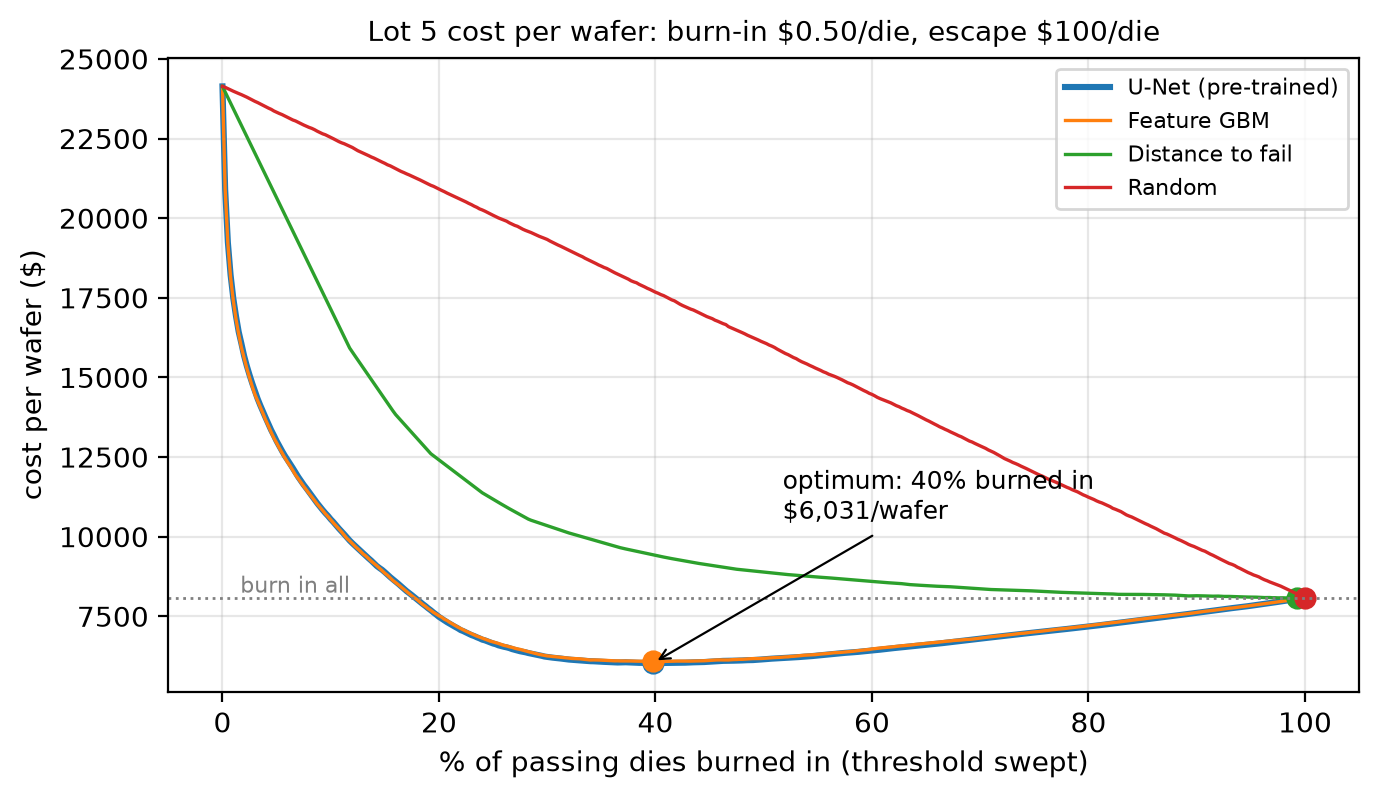 Lot 5 cost per wafer: burn-in $0.50/die, escape $100/die
cost per wafer ($)
25000
22500
20000
17500
15000
12500
10000
7500
U-Net (pre-trained)
Feature GBM
Distance to fail
Random
optimum: 40% burned in
$6,031/wafer
burn in all
0
20
40
60
80
100
% of passing dies burned in (threshold swept)